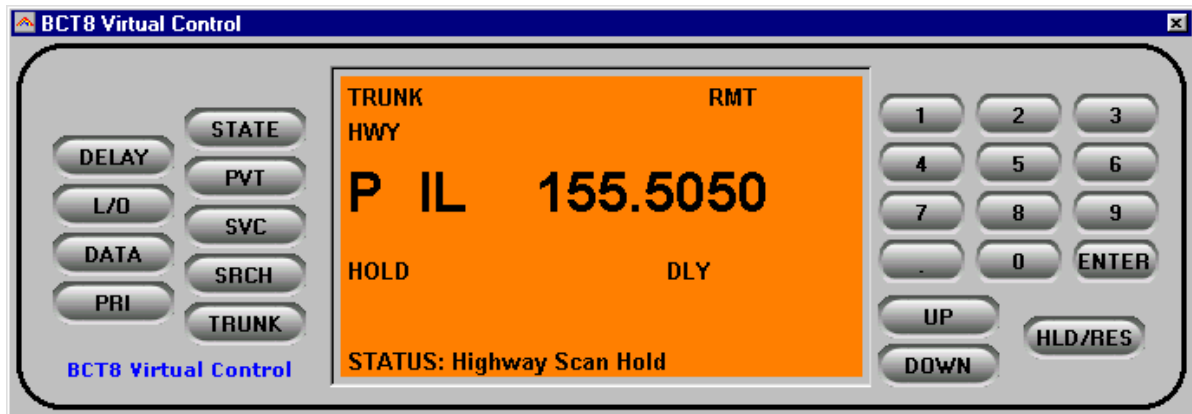 BCT8 Virtual Control
STATE
DELAY
PVT
L/O
SVC
DATA
SRCH
PRI
TRUNK
BCT8 Virtual Control
TRUNK RMT
HWY
P IL 155.5050
HOLD DLY
STATUS: Highway Scan Hold
1 2 3
4 5 6
7 8 9
. 0 ENTER
UP
HLD/RES
DOWN